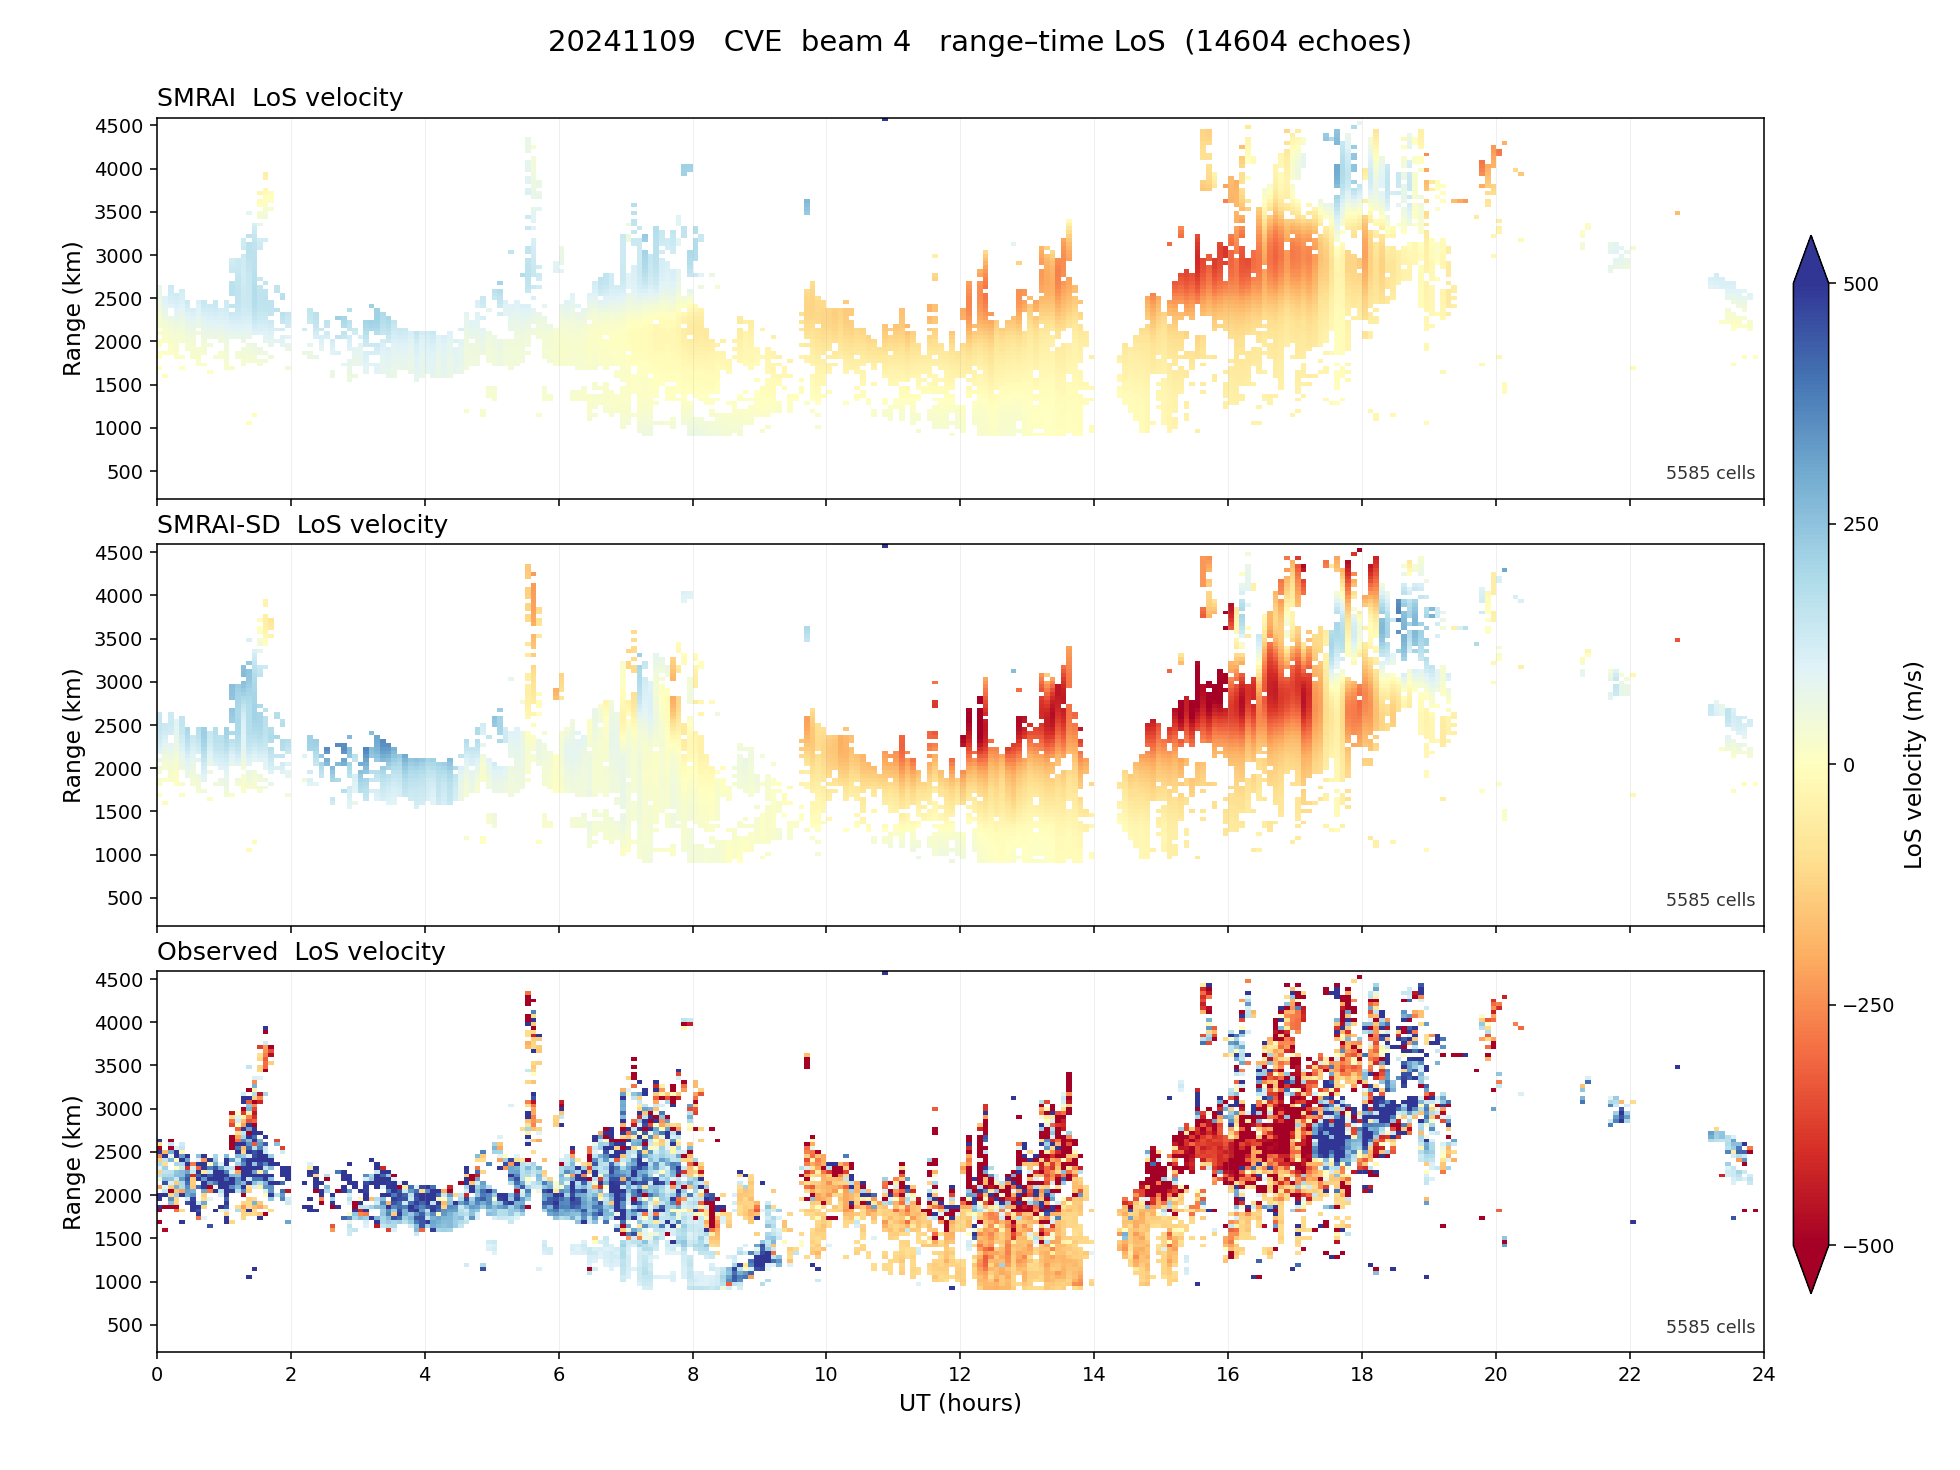 20241109   CVE  beam 4   range–time LoS  (14604 echoes)
SMRAI  LoS velocity
4500
4000
3500
3000
2500
2000
1500
1000
500
Range (km)
5585 cells
SMRAI-SD  LoS velocity
4500
4000
3500
3000
2500
2000
1500
1000
500
Range (km)
5585 cells
Observed  LoS velocity
4500
4000
3500
3000
2500
2000
1500
1000
500
Range (km)
5585 cells
0 2 4 6 8 10 12 14 16 18 20 22 24
UT (hours)
500
250
0
−250
−500
LoS velocity (m/s)